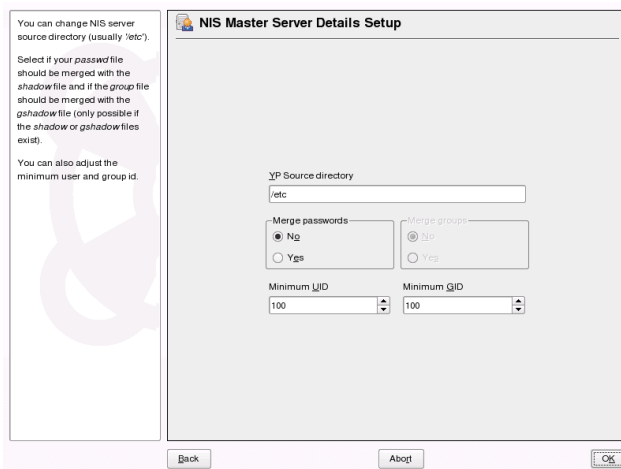 You can change NIS server
source directory (usually '/etc').
Select if your passwd file
should be merged with the
shadow file and if the group file
should be merged with the
gshadow file (only possible if
the shadow or gshadow files
exist).
You can also adjust the
minimum user and group id.
NIS Master Server Details Setup
YP Source directory
/etc
Merge passwords
No
Yes
Merge groups
No
Yes
Minimum UID
100
Minimum GID
100
Back
Abort
OK